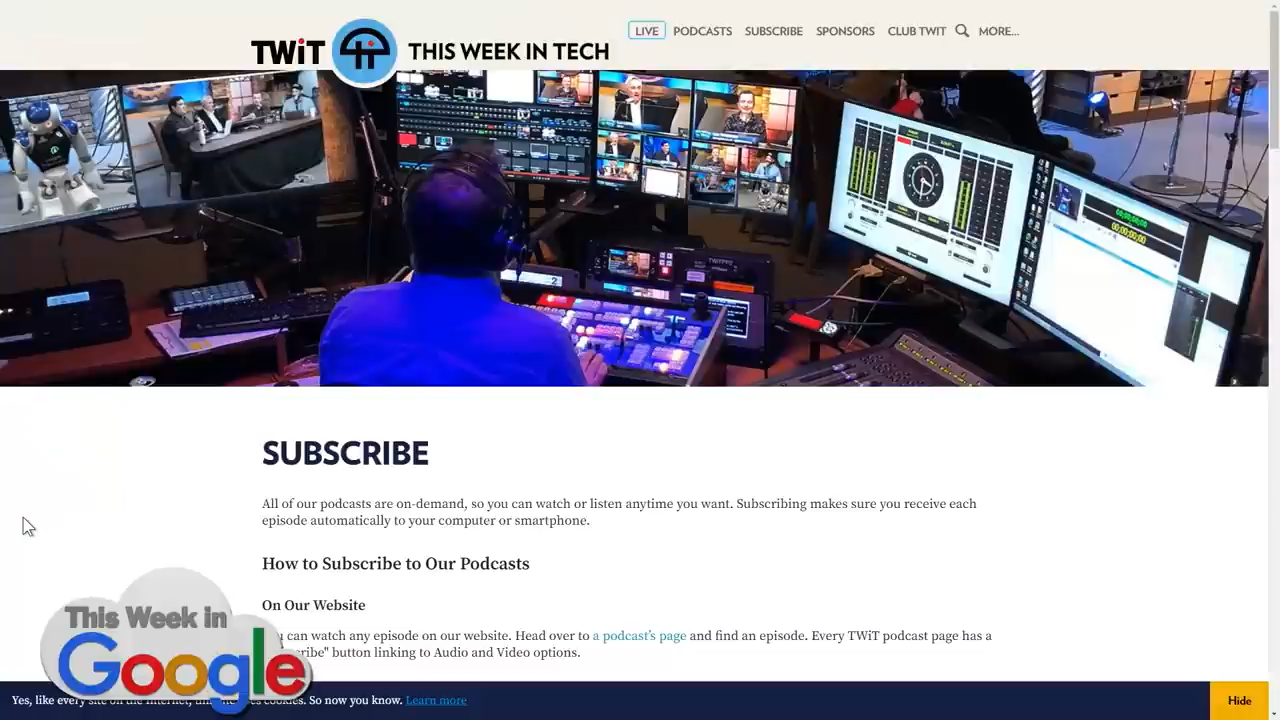 TWiT
THIS WEEK IN TECH
LIVE
PODCASTS
SUBSCRIBE
SPONSORS
CLUB TWIT
MORE...
SUBSCRIBE
All of our podcasts are on-demand, so you can watch or listen anytime you want. Subscribing makes sure you receive each
episode automatically to your computer or smartphone.
How to Subscribe to Our Podcasts
On Our Website
can watch any episode on our website. Head over to a podcast's page and find an episode. Every TWiT podcast page has a
button linking to Audio and Video options.
This Week in
Google
Yes, like every site on the internet, cookies. So now you know. Learn more
Hide